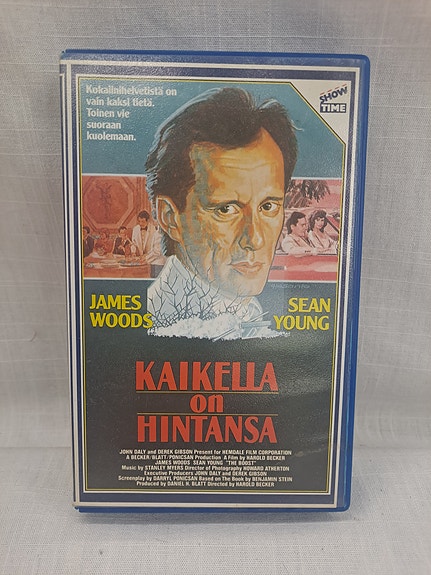 Kokaiinihelvetistä on
vain kaksi tietä.
Toinen vie
suoraan
kuolemaan.
SHOW
TIME
JAMES
WOODS
SEAN
YOUNG
KAIKELLA
on
HINTANSA
JOHN DALY and DEREK GIBSON Present for HEMDALE FILM CORPORATION
A BECKER/BLATT/PONICSAN Production A Film by HAROLD BECKER
JAMES WOODS SEAN YOUNG "THE BOOST"
Music by STANLEY MYERS Director of Photography HOWARD ATHERTON
Executive Producers JOHN DALY and DEREK GIBSON
Screenplay by DARRYL PONICSAN Based on The Book by BENJAMIN STEIN
Produced by DANIEL H. BLATT Directed by HAROLD BECKER